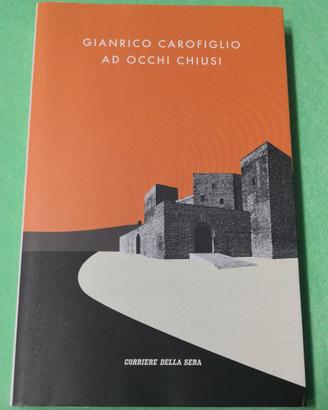 GIANRICO CAROFIGLIO
AD OCCHI CHIUSI
CORRIERE DELLA SERA